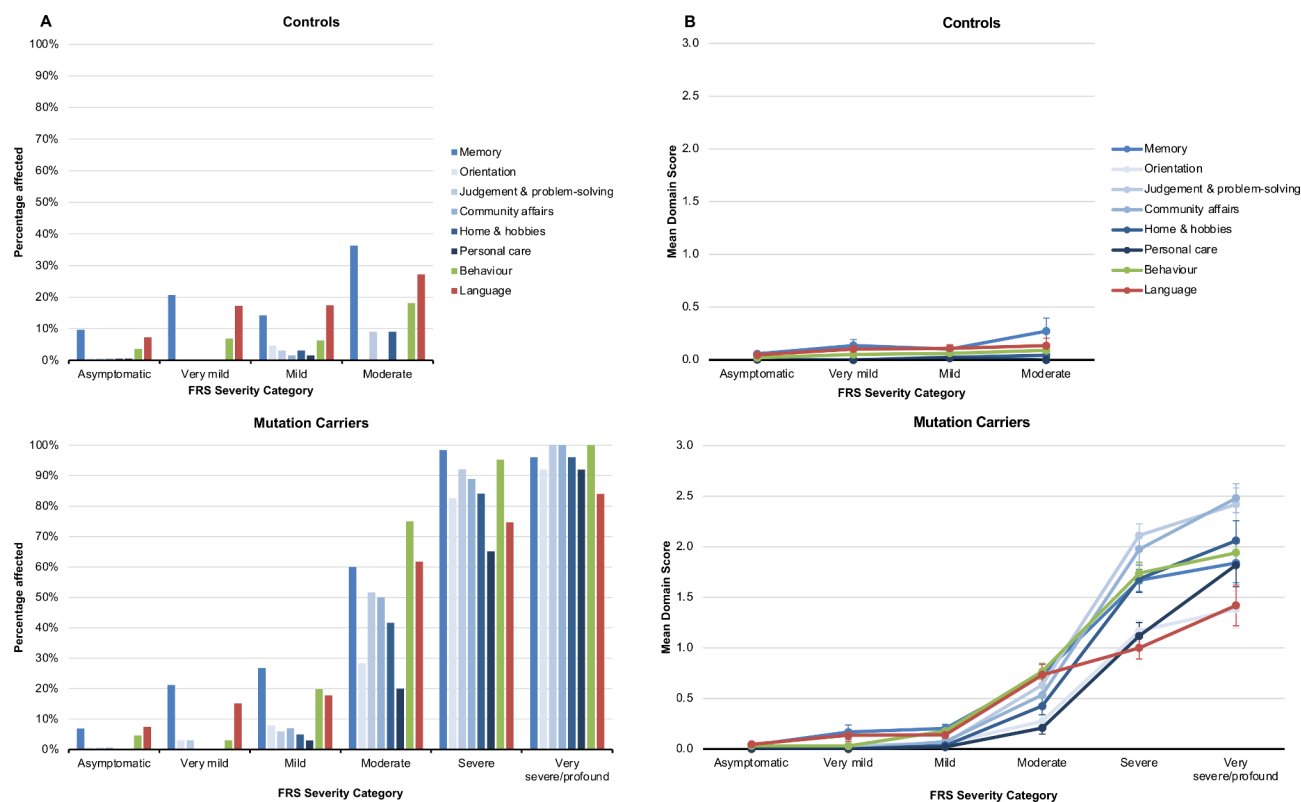 A
Controls
100%
90%
80%
70%
60%
50%
40%
30%
20%
10%
0%
Percentage affected
Asymptomatic
Very mild
Mild
Moderate
FRS Severity Category
Memory
Orientation
Judgement & problem-solving
Community affairs
Home & hobbies
Personal care
Behaviour
Language
B
Controls
3.0
2.5
2.0
1.5
1.0
0.5
0.0
Mean Domain Score
Asymptomatic
Very mild
Mild
Moderate
FRS Severity Category
Memory
Orientation
Judgement & problem-solving
Community affairs
Home & hobbies
Personal care
Behaviour
Language
Mutation Carriers
100%
90%
80%
70%
60%
50%
40%
30%
20%
10%
0%
Percentage affected
Asymptomatic
Very mild
Mild
Moderate
Severe
Very
severe/profound
FRS Severity Category
Mutation Carriers
3.0
2.5
2.0
1.5
1.0
0.5
0.0
Mean Domain Score
Asymptomatic
Very mild
Mild
Moderate
Severe
Very
severe/profound
FRS Severity Category